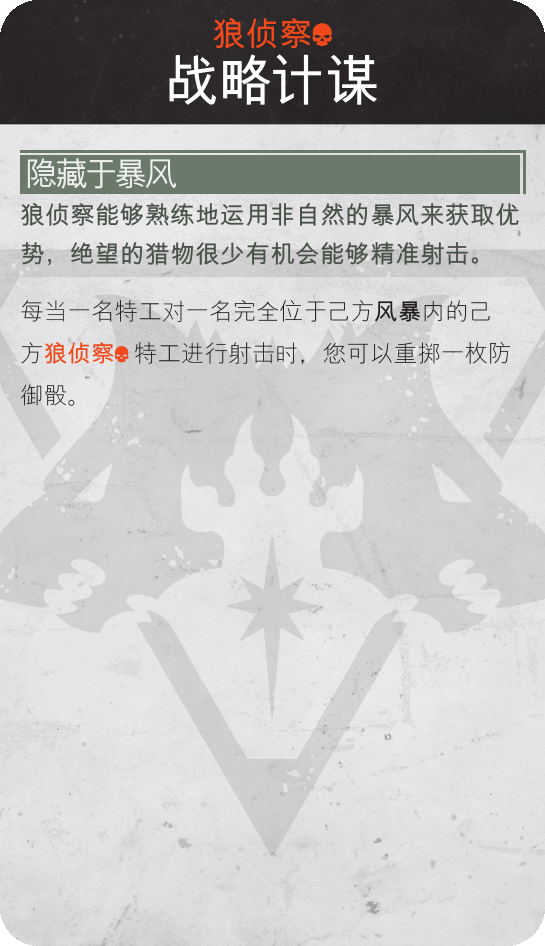 狼侦察
战略计谋
隐藏于暴风
狼侦察能够熟练地运用非自然的暴风来获取优
势，绝望的猎物很少有机会能够精准射击。
每当一名特工对一名完全位于己方风暴内的己
方狼侦察特工进行射击时，您可以重掷一枚防
御骰。